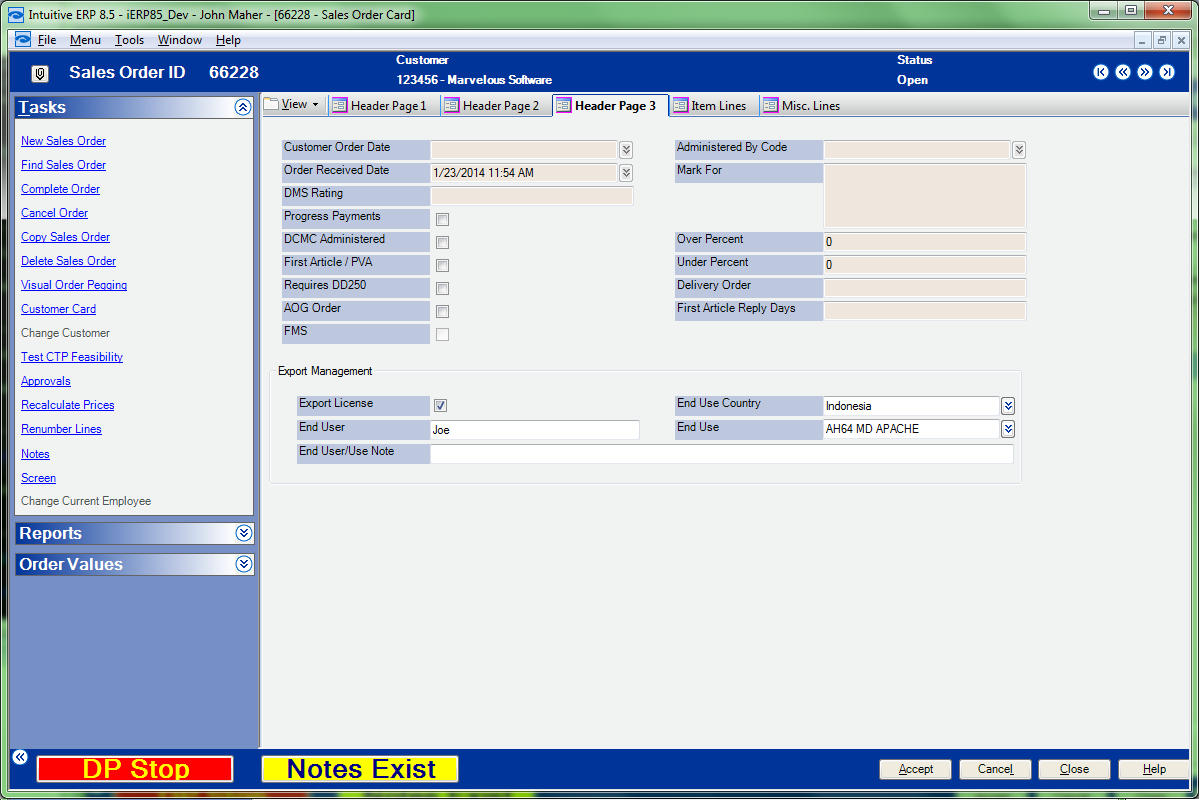 Intuitive ERP 8.5 - iERP85_Dev - John Maher - [66228 - Sales Order Card]
File Menu Tools Window Help
Sales Order ID 66228
Customer
123456 - Marvelous Software
Status
Open
Tasks
New Sales Order
Find Sales Order
Complete Order
Cancel Order
Copy Sales Order
Delete Sales Order
Visual Order Pegging
Customer Card
Change Customer
Test CTP Feasibility
Approvals
Recalculate Prices
Renumber Lines
Notes
Screen
Change Current Employee
Reports
Order Values
View Header Page 1 Header Page 2 Header Page 3 Item Lines Misc. Lines
Customer Order Date
Order Received Date 1/23/2014 11:54 AM
DMS Rating
Progress Payments
DCMC Administered
First Article / PVA
Requires DD250
AOG Order
FMS
Administered By Code
Mark For
Over Percent 0
Under Percent 0
Delivery Order
First Article Reply Days
Export Management
Export License
End User Joe
End User/Use Note
End Use Country Indonesia
End Use AH64 MD APACHE
DP Stop
Notes Exist
Accept Cancel Close Help